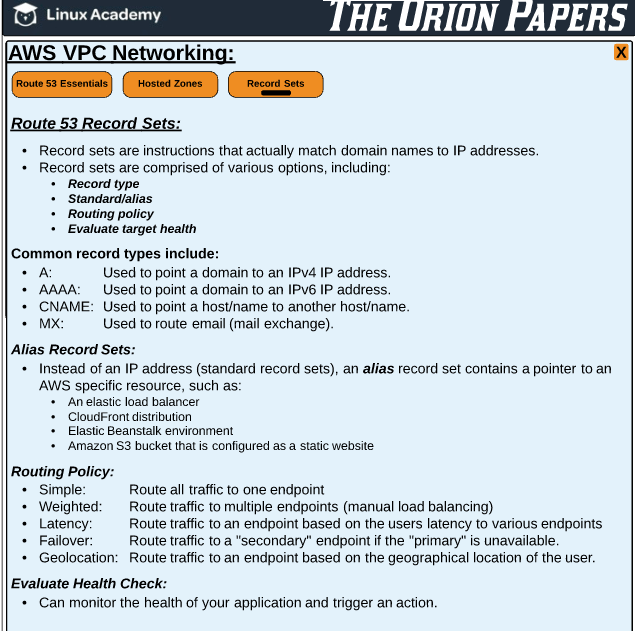 Linux Academy
THE ORION PAPERS
AWS VPC Networking:
X
Route 53 Essentials
Hosted Zones
Record Sets
Route 53 Record Sets:
• Record sets are instructions that actually match domain names to IP addresses.
• Record sets are comprised of various options, including:
• Record type
• Standard/alias
• Routing policy
• Evaluate target health
Common record types include:
• A: Used to point a domain to an IPv4 IP address.
• AAAA: Used to point a domain to an IPv6 IP address.
• CNAME: Used to point a host/name to another host/name.
• MX: Used to route email (mail exchange).
Alias Record Sets:
• Instead of an IP address (standard record sets), an alias record set contains a pointer to an
AWS specific resource, such as:
• An elastic load balancer
• CloudFront distribution
• Elastic Beanstalk environment
• Amazon S3 bucket that is configured as a static website
Routing Policy:
• Simple: Route all traffic to one endpoint
• Weighted: Route traffic to multiple endpoints (manual load balancing)
• Latency: Route traffic to an endpoint based on the users latency to various endpoints
• Failover: Route traffic to a "secondary" endpoint if the "primary" is unavailable.
• Geolocation: Route traffic to an endpoint based on the geographical location of the user.
Evaluate Health Check:
• Can monitor the health of your application and trigger an action.